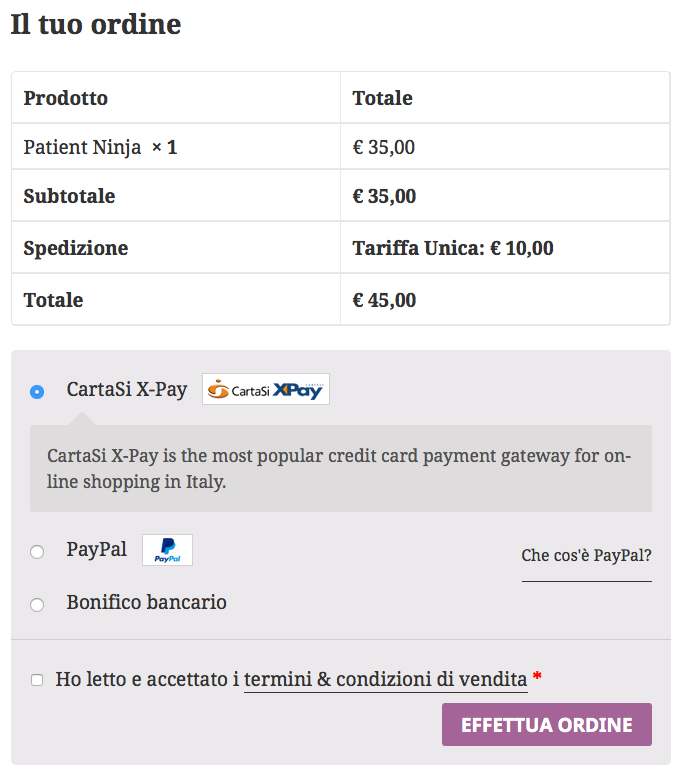 Il tuo ordine
Prodotto Totale
Patient Ninja × 1 € 35,00
Subtotale € 35,00
Spedizione Tariffa Unica: € 10,00
Totale € 45,00
CartaSi X-Pay CartaSi XPay
CartaSi X-Pay is the most popular credit card payment gateway for on-
line shopping in Italy.
PayPal PayPal Che cos'è PayPal?
Bonifico bancario
Ho letto e accettato i termini & condizioni di vendita *
EFFETTUA ORDINE